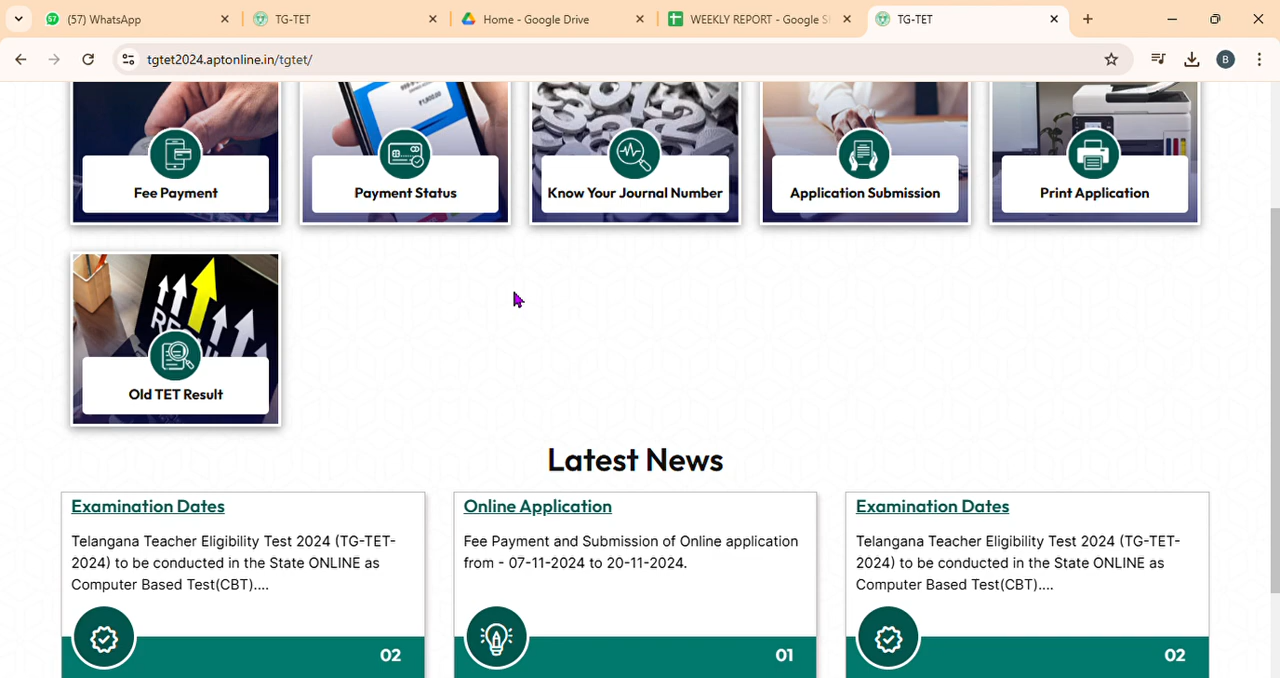 (57) WhatsApp
TG-TET
Home - Google Drive
WEEKLY REPORT - Google S
TG-TET
tgtet2024.aptonline.in/tgtet/
B
₹1,900.00
Fee Payment
Payment Status
Know Your Journal Number
Application Submission
Print Application
Old TET Result
Latest News
Examination Dates
Telangana Teacher Eligibility Test 2024 (TG-TET-
2024) to be conducted in the State ONLINE as
Computer Based Test(CBT)....
02
Online Application
Fee Payment and Submission of Online application
from - 07-11-2024 to 20-11-2024.
01
Examination Dates
Telangana Teacher Eligibility Test 2024 (TG-TET-
2024) to be conducted in the State ONLINE as
Computer Based Test(CBT)....
02